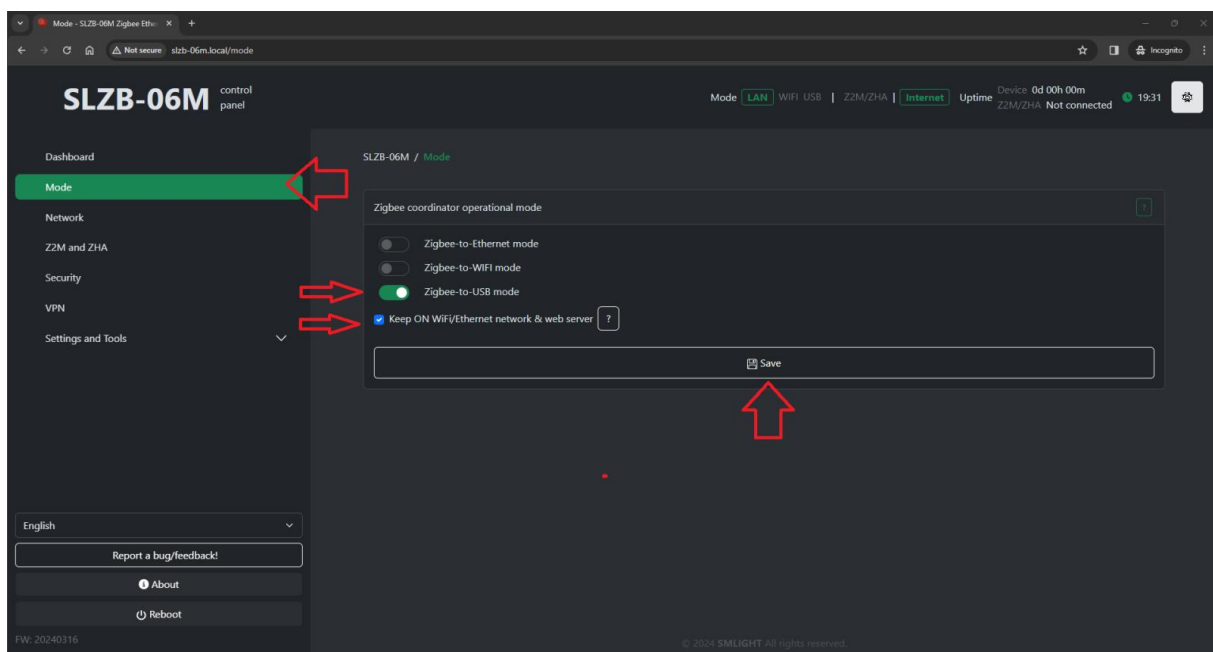 Mode - SLZB-06M Zigbee Ethe
Not secure slzb-06m.local/mode
Incognito
SLZB-06M control panel
Mode LAN WIFI USB | Z2M/ZHA | Internet Uptime Device 0d 00h 00m Z2M/ZHA Not connected 19:31
Dashboard
Mode
Network
Z2M and ZHA
Security
VPN
Settings and Tools
SLZB-06M / Mode
Zigbee coordinator operational mode ?
Zigbee-to-Ethernet mode
Zigbee-to-WIFI mode
Zigbee-to-USB mode
Keep ON WiFi/Ethernet network & web server ?
Save
English
Report a bug/feedback!
About
Reboot
FW: 20240316
© 2024 SMLIGHT All rights reserved.